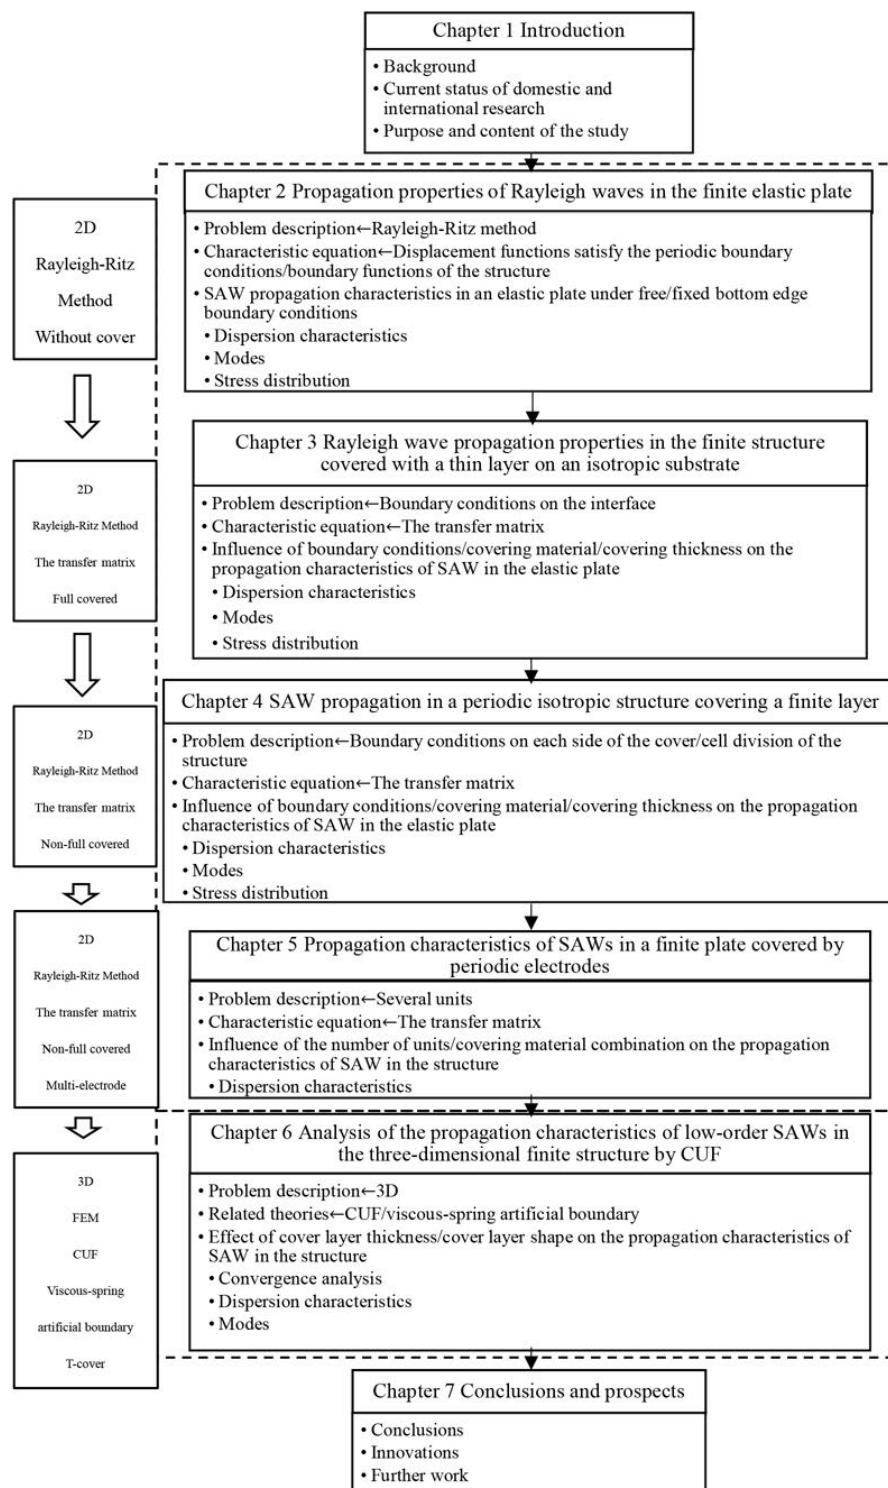 Chapter 1 Introduction
• Background
• Current status of domestic and
international research
• Purpose and content of the study
2D
Rayleigh-Ritz
Method
Without cover
Chapter 2 Propagation properties of Rayleigh waves in the finite elastic plate
• Problem description←Rayleigh-Ritz method
• Characteristic equation←Displacement functions satisfy the periodic boundary
conditions/boundary functions of the structure
• SAW propagation characteristics in an elastic plate under free/fixed bottom edge
boundary conditions
• Dispersion characteristics
• Modes
• Stress distribution
2D
Rayleigh-Ritz Method
The transfer matrix
Full covered
Chapter 3 Rayleigh wave propagation properties in the finite structure
covered with a thin layer on an isotropic substrate
• Problem description←Boundary conditions on the interface
• Characteristic equation←The transfer matrix
• Influence of boundary conditions/covering material/covering thickness on the
propagation characteristics of SAW in the elastic plate
• Dispersion characteristics
• Modes
• Stress distribution
2D
Rayleigh-Ritz Method
The transfer matrix
Non-full covered
Chapter 4 SAW propagation in a periodic isotropic structure covering a finite layer
• Problem description←Boundary conditions on each side of the cover/cell division of the
structure
• Characteristic equation←The transfer matrix
• Influence of boundary conditions/covering material/covering thickness on the propagation
characteristics of SAW in the elastic plate
• Dispersion characteristics
• Modes
• Stress distribution
2D
Rayleigh-Ritz Method
The transfer matrix
Non-full covered
Multi-electrode
Chapter 5 Propagation characteristics of SAWs in a finite plate covered by
periodic electrodes
• Problem description←Several units
• Characteristic equation←The transfer matrix
• Influence of the number of units/covering material combination on the propagation
characteristics of SAW in the structure
• Dispersion characteristics
3D
FEM
CUF
Viscous-spring
artificial boundary
T-cover
Chapter 6 Analysis of the propagation characteristics of low-order SAWs in
the three-dimensional finite structure by CUF
• Problem description←3D
• Related theories←CUF/viscous-spring artificial boundary
• Effect of cover layer thickness/cover layer shape on the propagation characteristics of
SAW in the structure
• Convergence analysis
• Dispersion characteristics
• Modes
Chapter 7 Conclusions and prospects
• Conclusions
• Innovations
• Further work